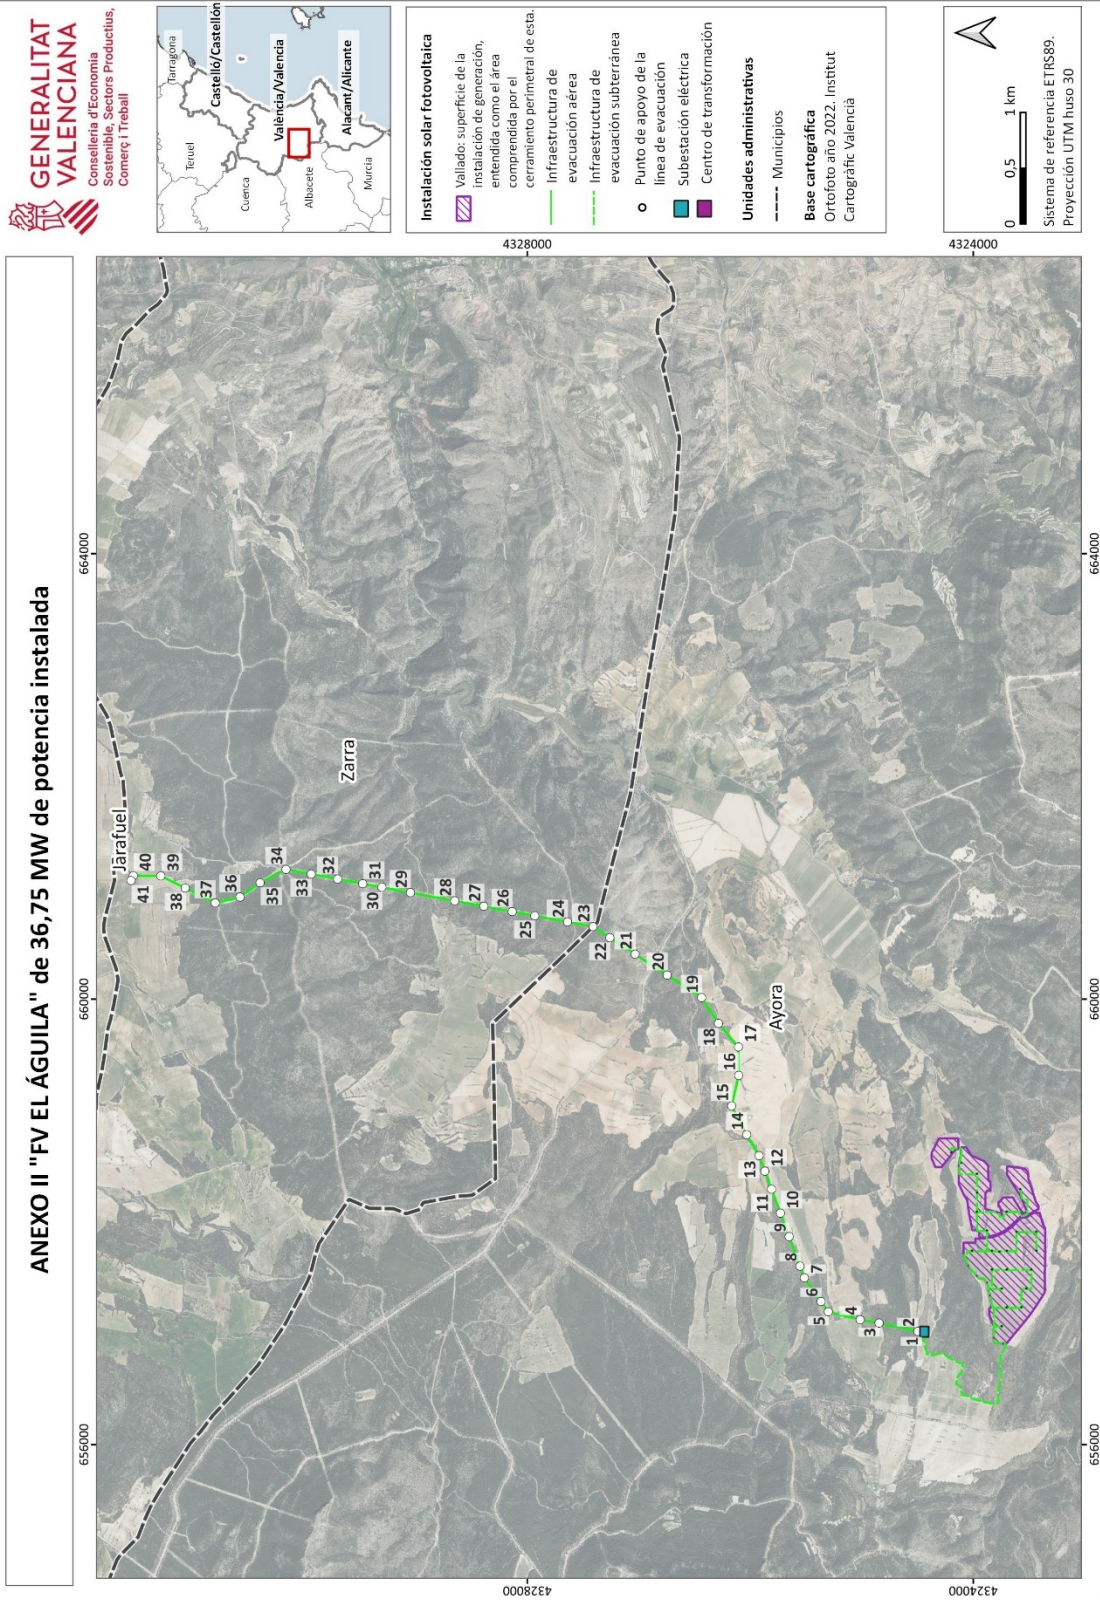 ANEXO II "FV EL ÁGUILA" de 36,75 MW de potencia instalada
GENERALITAT
VALENCIANA
Conselleria d'Economia
Sostenible, Sectors Productius,
Comerç i Treball
Tarragona
Teruel
Castelló/Castellón
Cuenca
València/Valencia
Albacete
Alacant/Alicante
Murcia
Instalación solar fotovoltaica
Vallado: superficie de la
instalación de generación,
entendida como el área
comprendida por el
cerramiento perimetral de esta.
Infraestructura de
evacuación aérea
Infraestructura de
evacuación subterránea
Punto de apoyo de la
línea de evacuación
Subestación eléctrica
Centro de transformación
Unidades administrativas
Municipios
Base cartográfica
Ortofoto año 2022. Institut
Cartogràfic Valencià
0 0,5 1 km
Sistema de referencia ETRS89.
Proyección UTM huso 30
656000
660000
664000
656000
660000
664000
4328000
4324000
4328000
4324000
Jarafuel
Zarra
Ayora
1
2
3
4
5
6
7
8
9
10
11
12
13
14
15
16
17
18
19
20
21
22
23
24
25
26
27
28
29
30
31
32
33
34
35
36
37
38
39
40
41